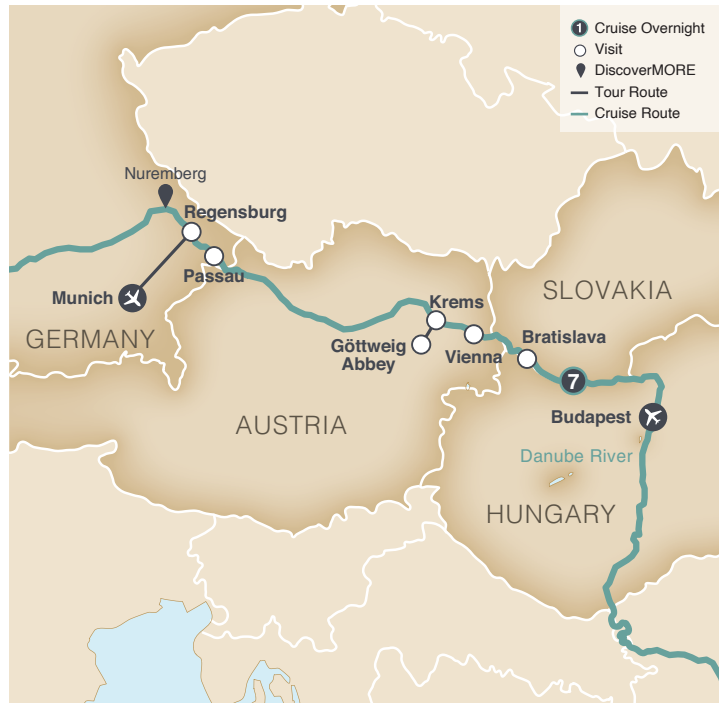 1 Cruise Overnight
Visit
DiscoverMORE
Tour Route
Cruise Route
Nuremberg
Regensburg
Passau
Munich
GERMANY
Krems
Göttweig
Abbey
Vienna
Bratislava
SLOVAKIA
7
Budapest
AUSTRIA
Danube River
HUNGARY